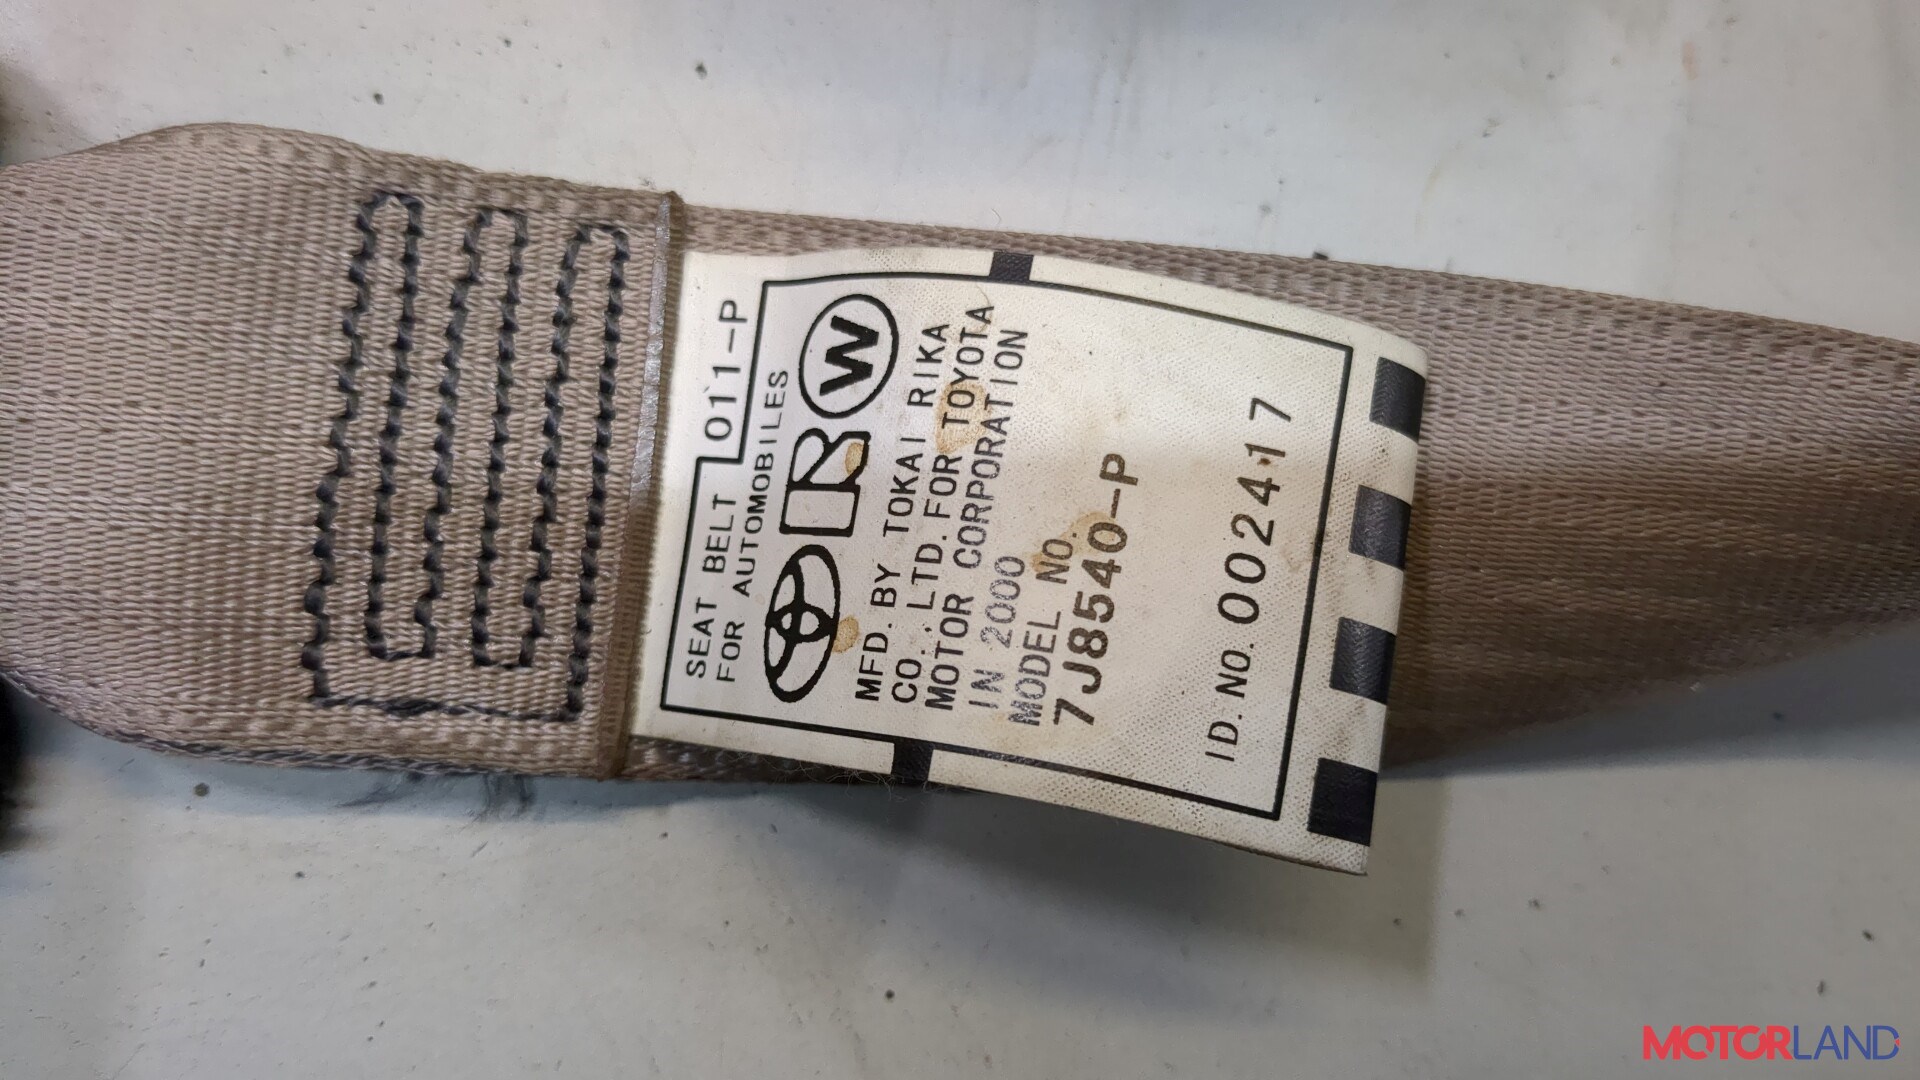 011-P
SEAT BELT
FOR AUTOMOBILES
R W
MFD. BY TOKAI RIKA
CO., LTD. FOR TOYOTA
MOTOR CORPORATION
IN 2000
MODEL NO.
7J8540-P
ID. NO. 002417
MOTORLAND